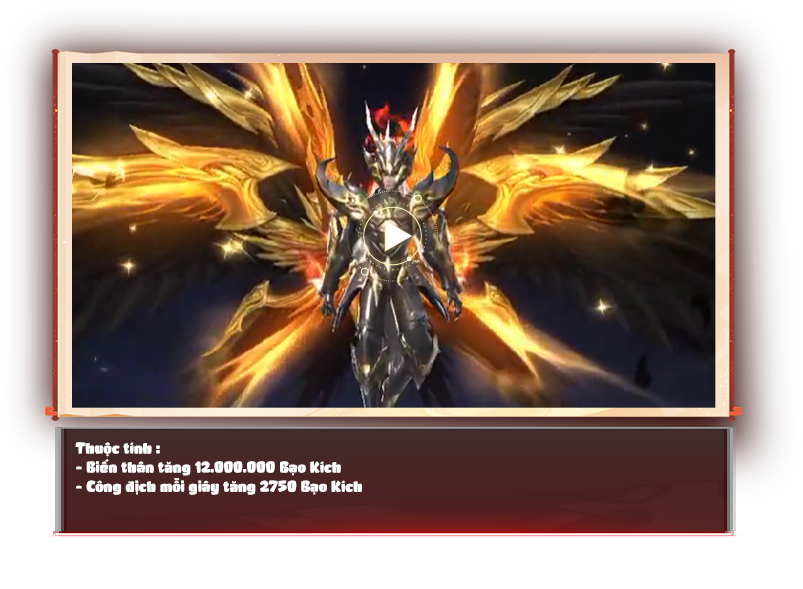 Thuộc tính :
- Biến thân tăng 12.000.000 Bạo Kích
- Công địch mỗi giây tăng 2750 Bạo Kích